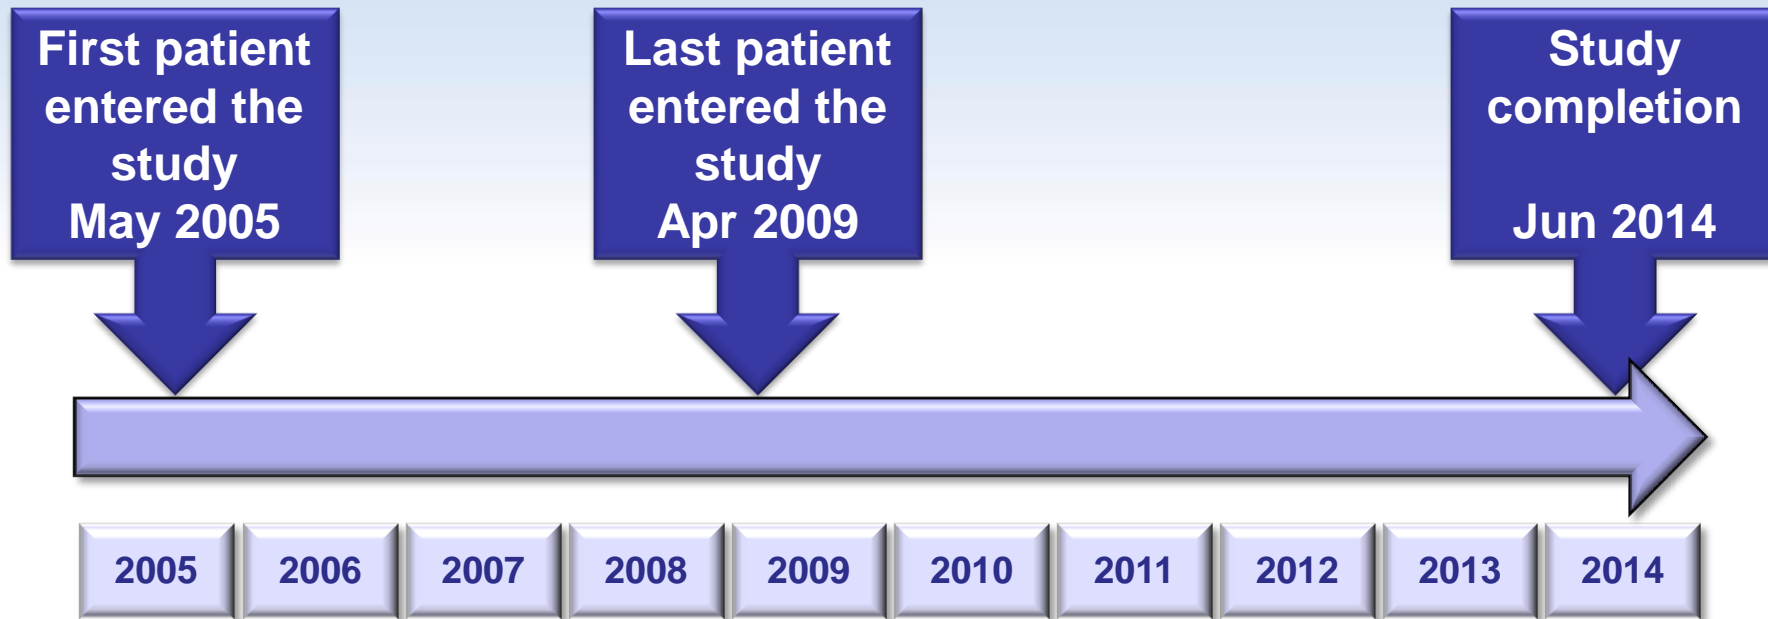 First patient
entered the
study
May 2005
Last patient
entered the
study
Apr 2009
Study
completion
Jun 2014
2005 2006 2007 2008 2009 2010 2011 2012 2013 2014